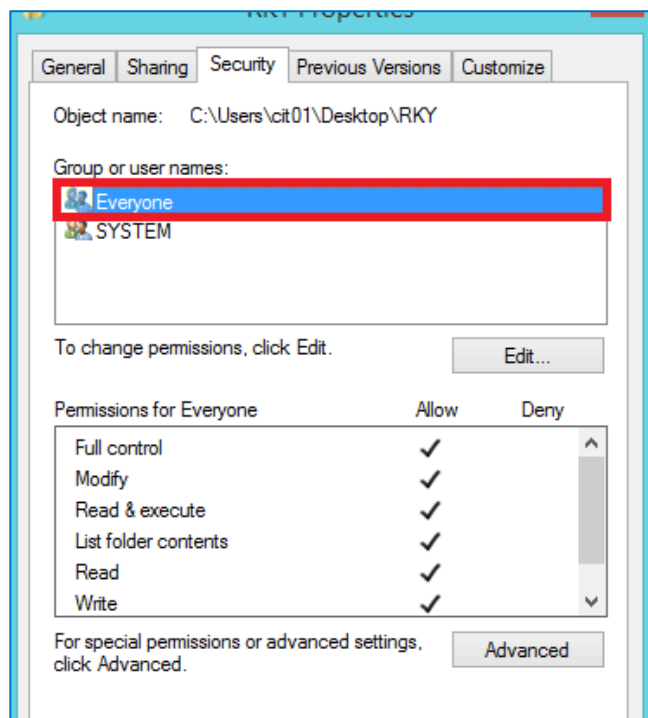 RKY Properties
General Sharing Security Previous Versions Customize
Object name: C:\Users\cit01\Desktop\RKY
Group or user names:
Everyone
SYSTEM
To change permissions, click Edit.
Edit...
Permissions for Everyone Allow Deny
Full control
Modify
Read & execute
List folder contents
Read
Write
For special permissions or advanced settings,
click Advanced.
Advanced